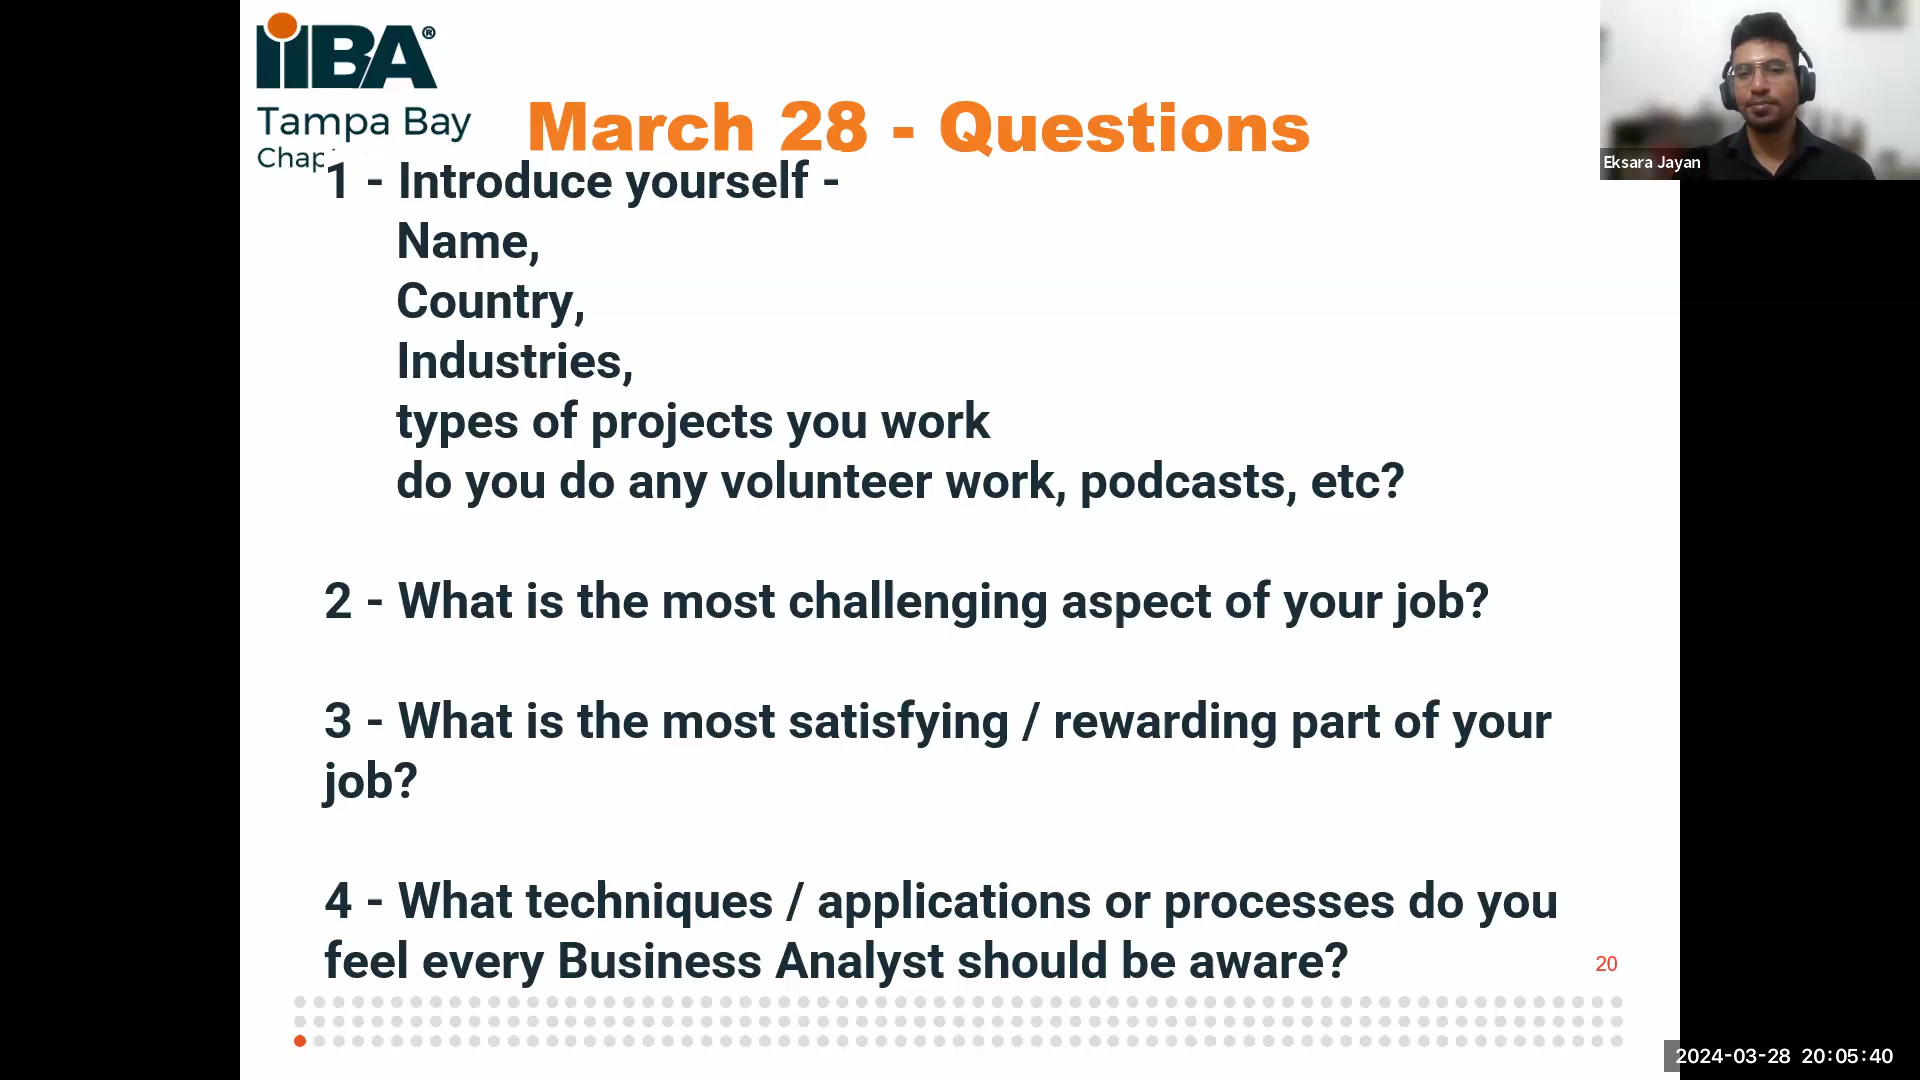 iiBA®
Tampa Bay
Chap
March 28 - Questions
1 - Introduce yourself -
Name,
Country,
Industries,
types of projects you work
do you do any volunteer work, podcasts, etc?
2 - What is the most challenging aspect of your job?
3 - What is the most satisfying / rewarding part of your
job?
4 - What techniques / applications or processes do you
feel every Business Analyst should be aware?
20
Eksara Jayan
2024-03-28 20:05:40